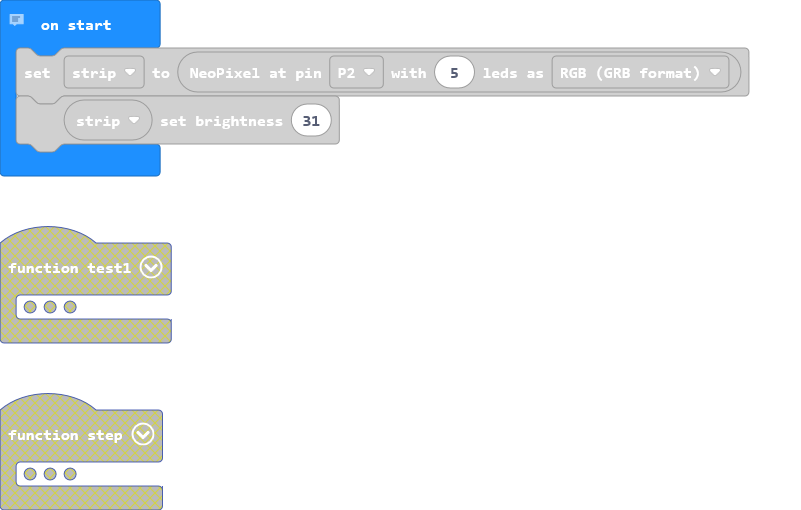 on start
set strip to NeoPixel at pin P2 with 5 leds as RGB (GRB format)
strip set brightness 31
function test1
function step